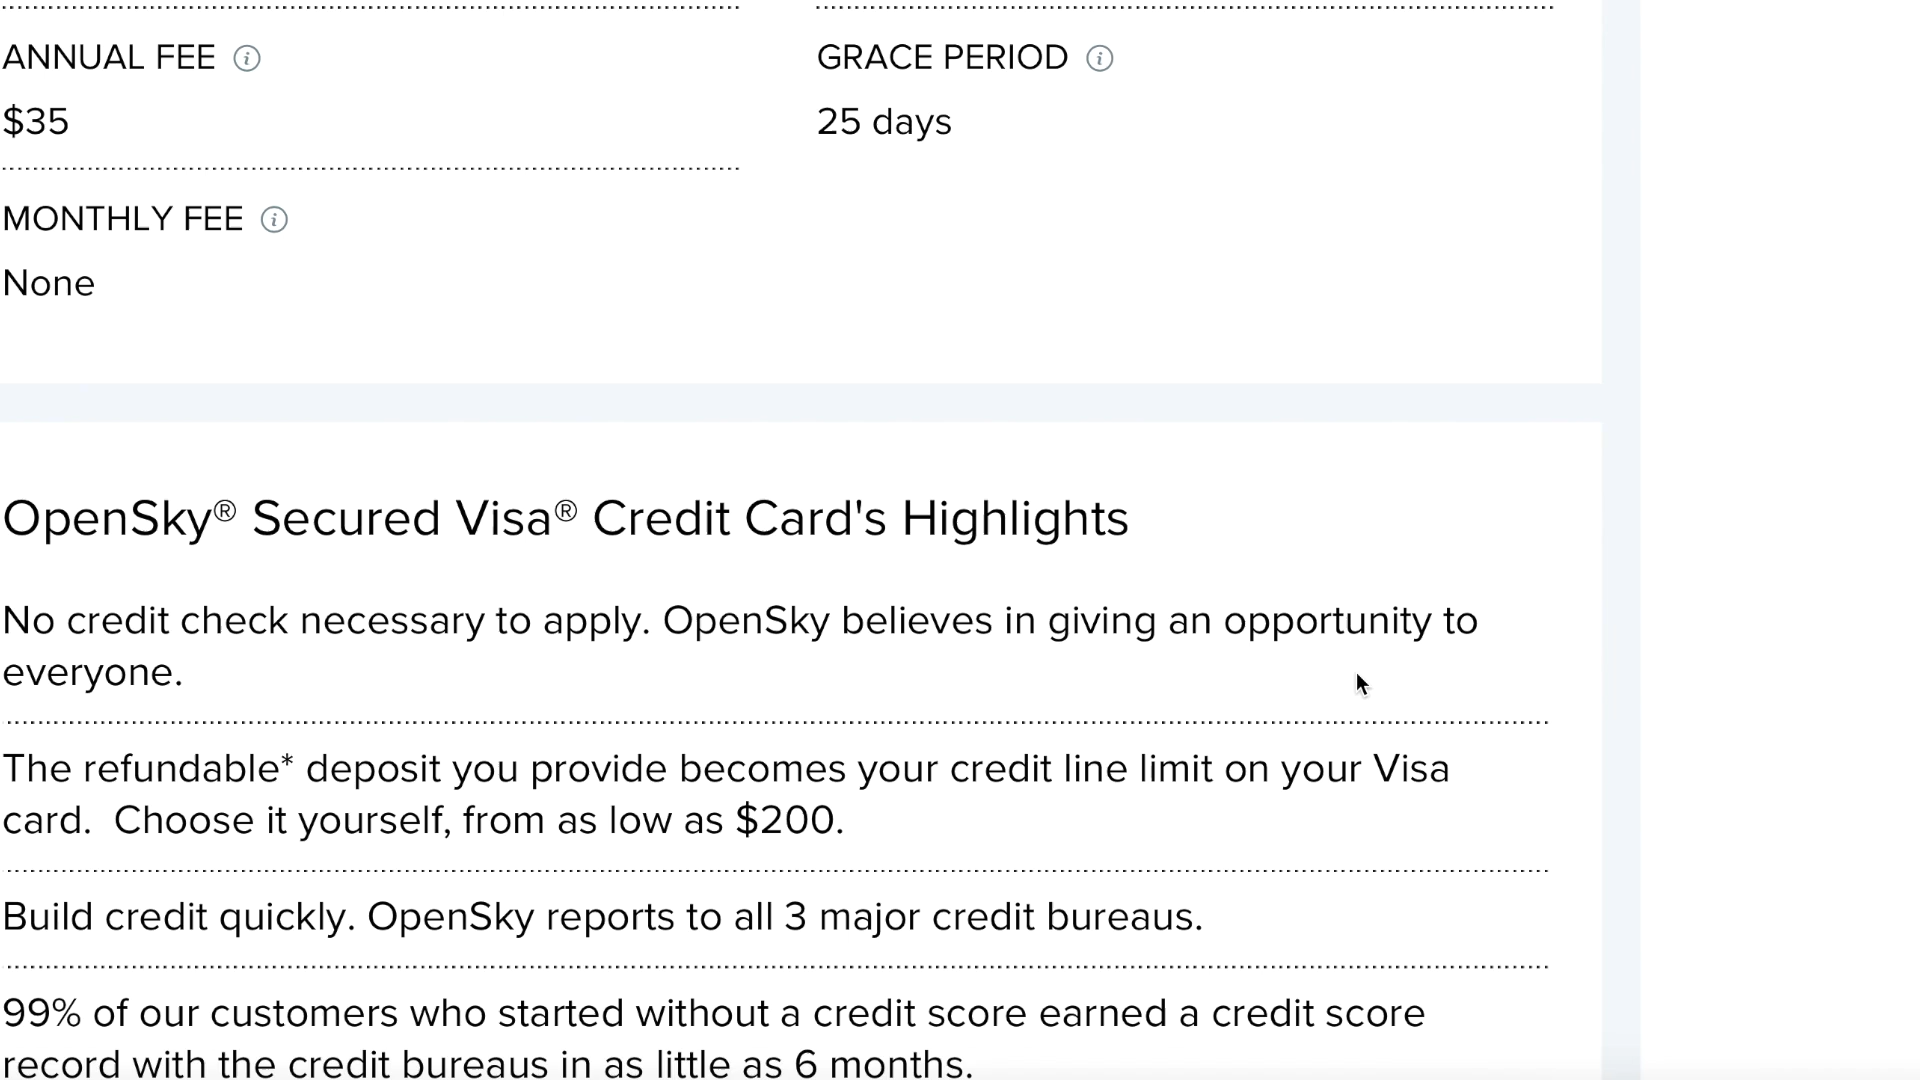 ANNUAL FEE
GRACE PERIOD
$35
25 days
MONTHLY FEE
None
OpenSky® Secured Visa® Credit Card's Highlights
No credit check necessary to apply. OpenSky believes in giving an opportunity to
everyone.
The refundable* deposit you provide becomes your credit line limit on your Visa
card.  Choose it yourself, from as low as $200.
Build credit quickly. OpenSky reports to all 3 major credit bureaus.
99% of our customers who started without a credit score earned a credit score
record with the credit bureaus in as little as 6 months.